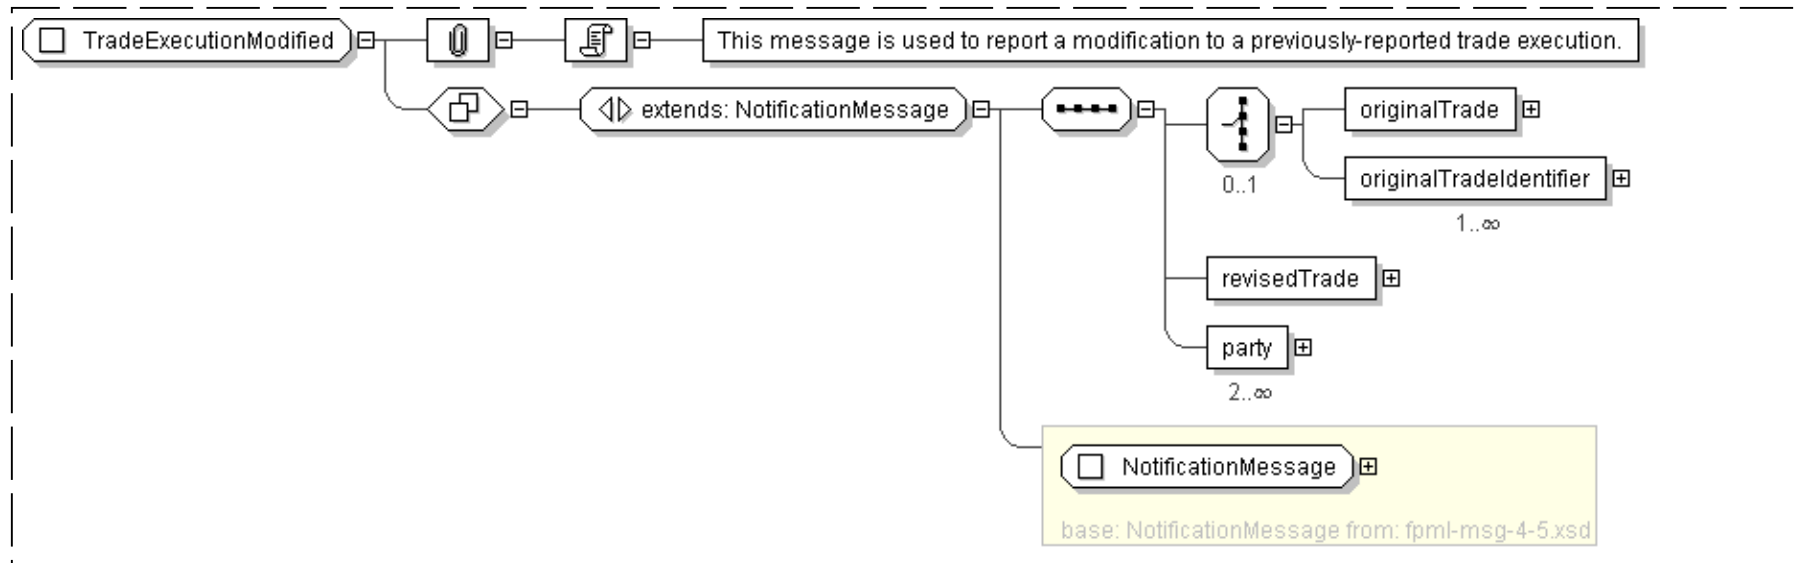 TradeExecutionModified
This message is used to report a modification to a previously-reported trade execution.
extends: NotificationMessage
originalTrade
0..1
originalTradeIdentifier
1..∞
revisedTrade
party
2..∞
NotificationMessage
base: NotificationMessage from: fpml-msg-4-5.xsd